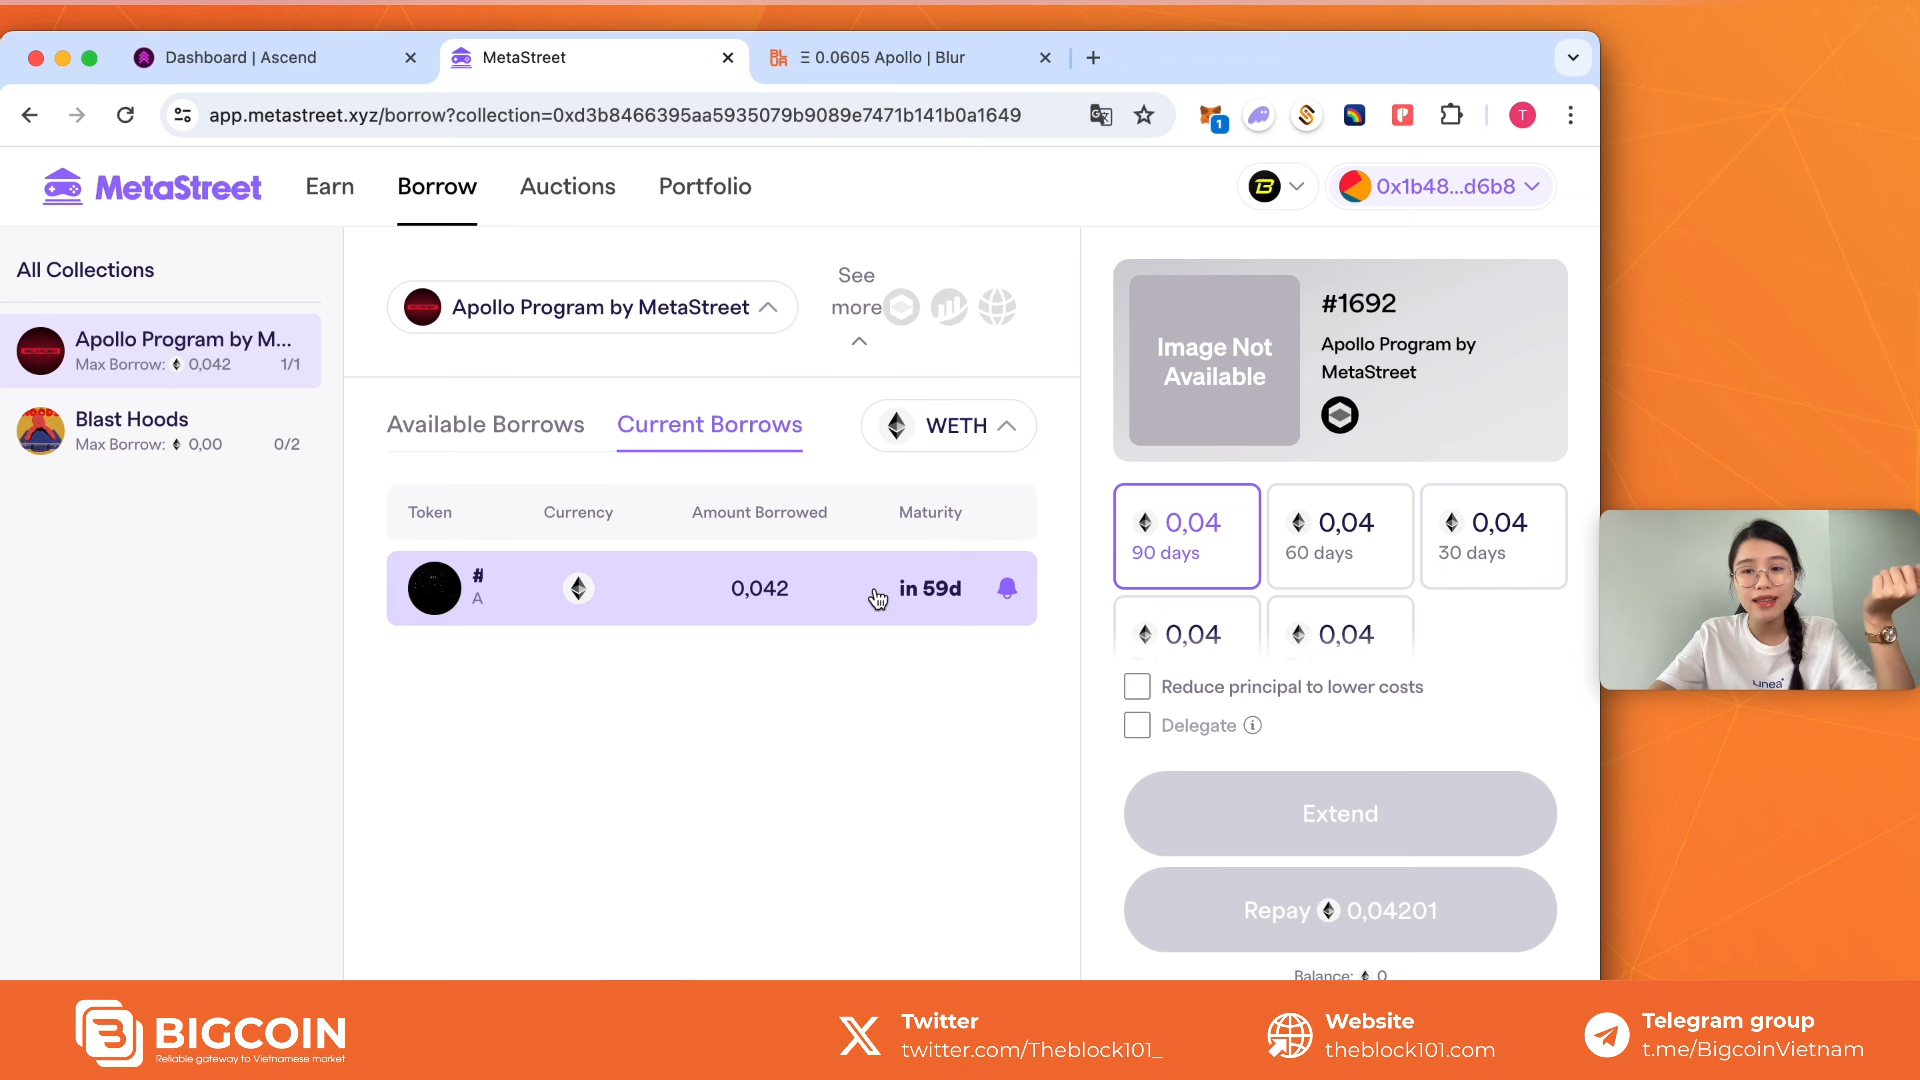 Dashboard | Ascend
MetaStreet
Ξ 0.0605 Apollo | Blur
app.metastreet.xyz/borrow?collection=0xd3b8466395aa5935079b9089e7471b141b0a1649
1
T
MetaStreet
Earn
Borrow
Auctions
Portfolio
0x1b48...d6b8
All Collections
Apollo Program by M...
Max Borrow: 0,042 1/1
Blast Hoods
Max Borrow: 0,00 0/2
Apollo Program by MetaStreet
See
more
Available Borrows
Current Borrows
WETH
Token Currency Amount Borrowed Maturity
#
A
0,042
in 59d
Image Not
Available
#1692
Apollo Program by
MetaStreet
0,04
90 days
0,04
60 days
0,04
30 days
0,04
0,04
Reduce principal to lower costs
Delegate
Extend
Repay 0,04201
Balance: 0
Linea
BIGCOIN
Reliable gateway to Vietnamese market
Twitter
twitter.com/Theblock101_
Website
theblock101.com
Telegram group
t.me/BigcoinVietnam